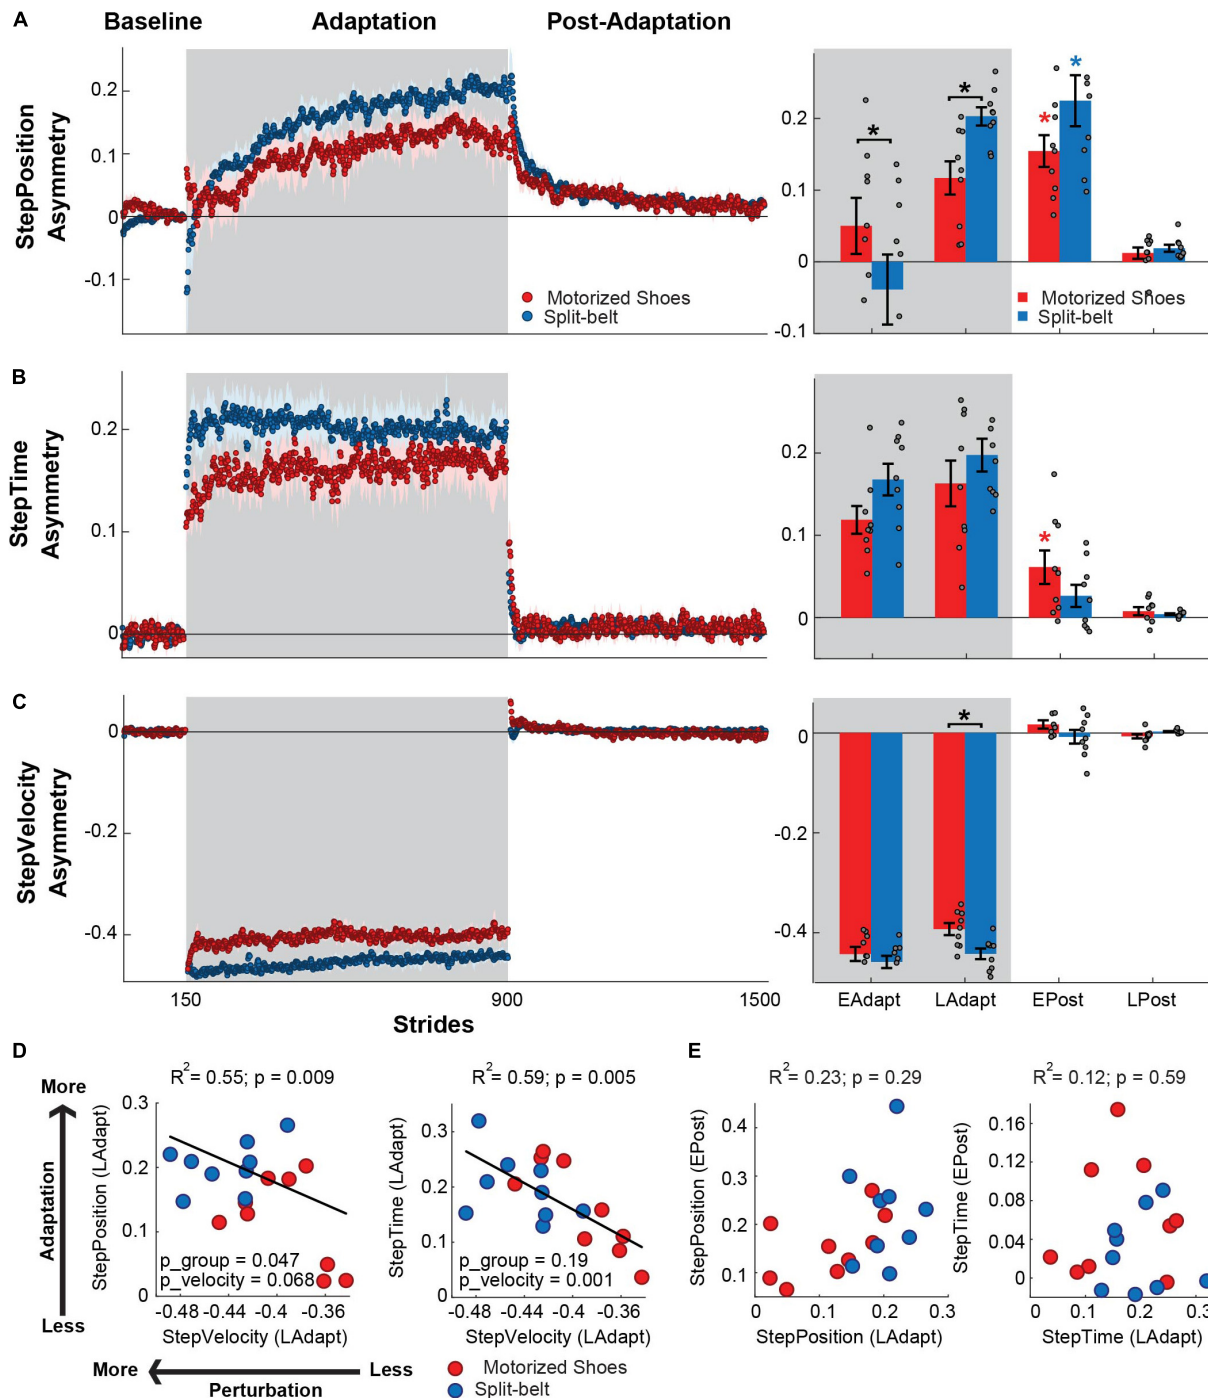 A
Baseline
Adaptation
Post-Adaptation
StepPosition
Asymmetry
0.2
0.1
0
-0.1
Motorized Shoes
Split-belt
0.2
0.1
0
-0.1
*
*
*
*
Motorized Shoes
Split-belt
B
StepTime
Asymmetry
0.2
0.1
0
0.2
0.1
0
*
C
StepVelocity
Asymmetry
0
-0.2
-0.4
150
900
1500
Strides
0
-0.2
-0.4
*
EAdapt
LAdapt
EPost
LPost
D
More
Adaptation
Less
R2= 0.55; p = 0.009
StepPosition (LAdapt)
0.3
0.2
0.1
0
p_group = 0.047
p_velocity = 0.068
-0.48
-0.44
-0.4
-0.36
StepVelocity (LAdapt)
R2= 0.59; p = 0.005
StepTime (LAdapt)
0.3
0.2
0.1
0
p_group = 0.19
p_velocity = 0.001
-0.48
-0.44
-0.4
-0.36
StepVelocity (LAdapt)
More
Less
Perturbation
Motorized Shoes
Split-belt
E
R2= 0.23; p = 0.29
StepPosition (EPost)
0.4
0.3
0.2
0.1
0
0.1
0.2
0.3
StepPosition (LAdapt)
R2= 0.12; p = 0.59
StepTime (EPost)
0.16
0.12
0.08
0.04
0
0
0.1
0.2
0.3
StepTime (LAdapt)